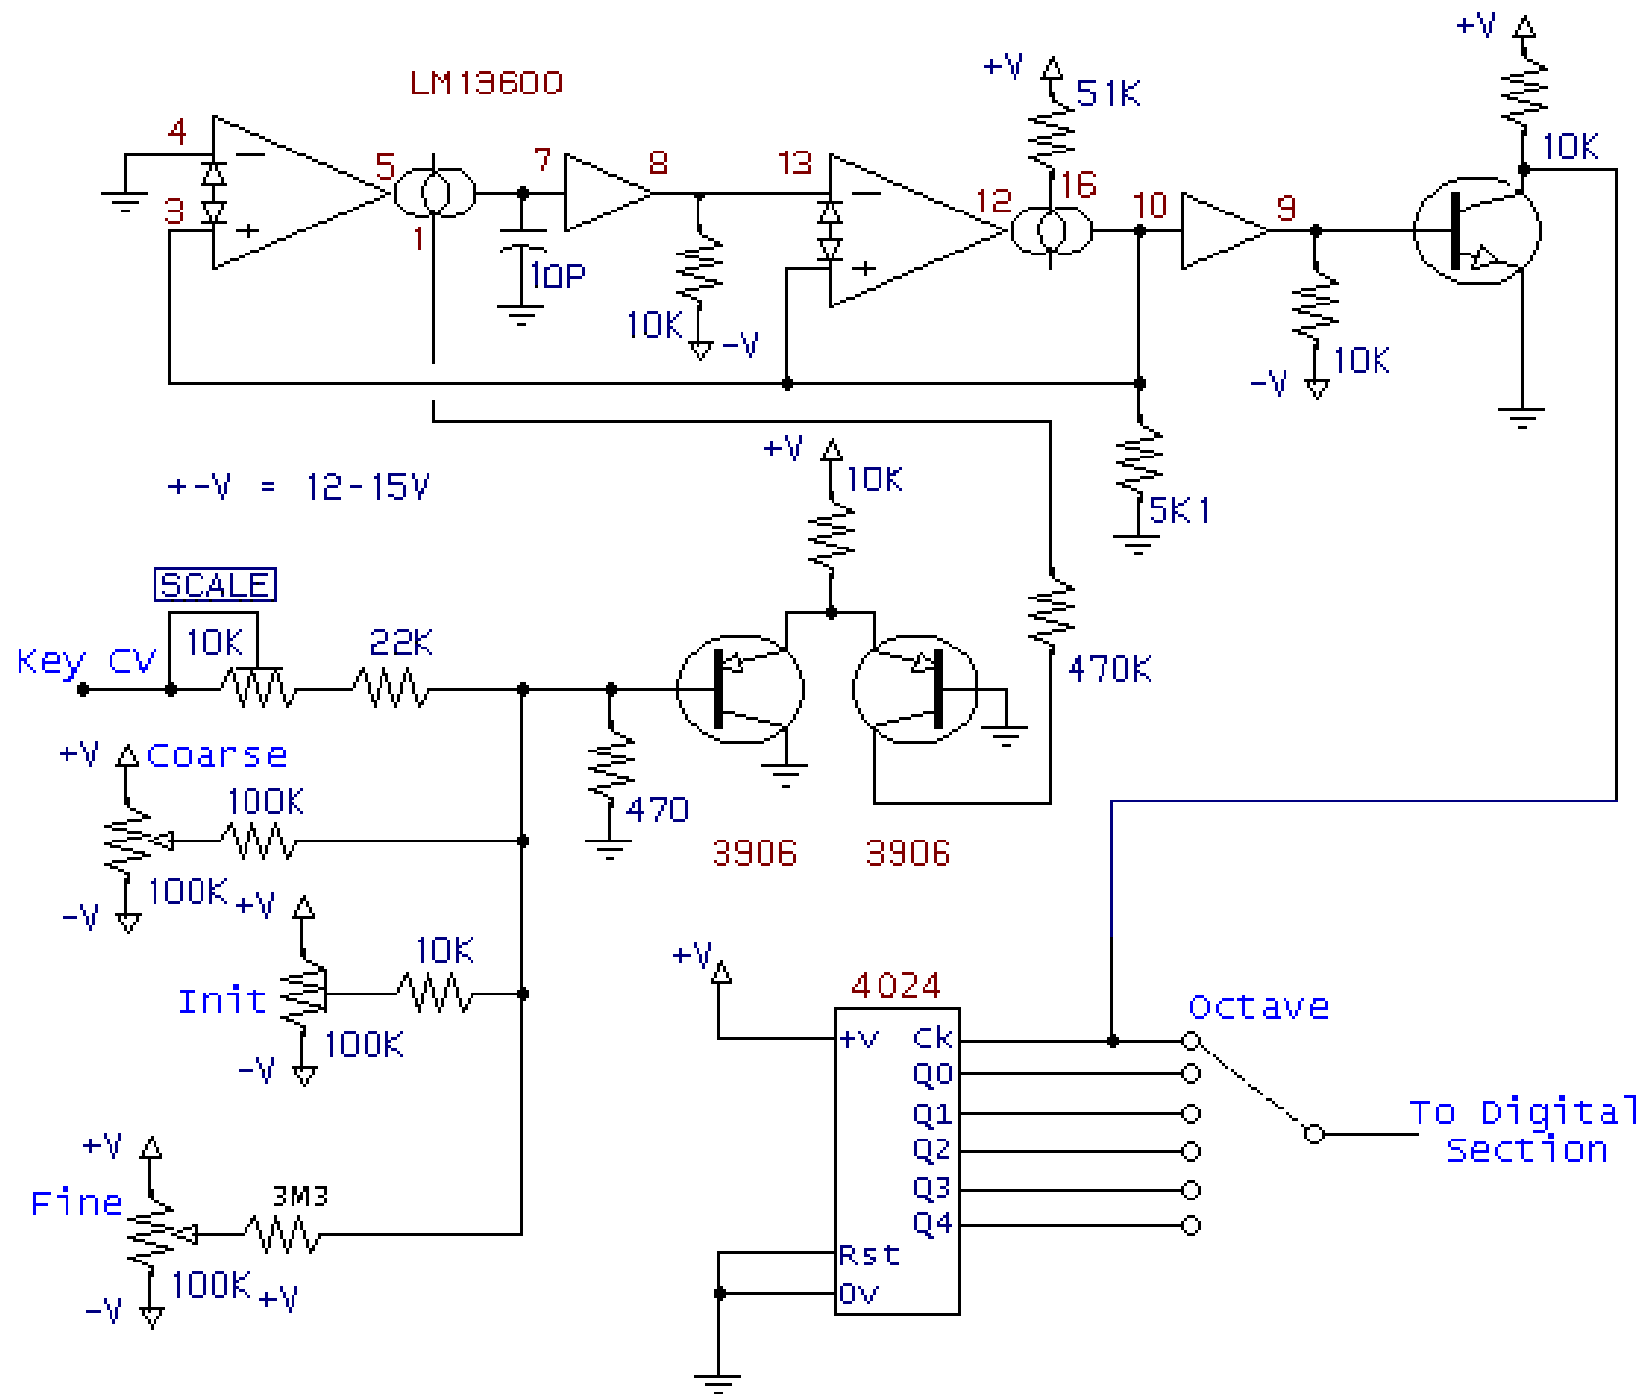 +V
LM13600
+V
51K
4
5
7
8
13
12
16
10
9
10K
3
1
10P
10K
-V
10K
-V
+-V = 12-15V
+V
10K
5K1
SCALE
10K
22K
Key CV
470K
+V
Coarse
100K
470
100K
-V
3906
3906
+V
10K
Init
100K
-V
+V
4024
Octave
+V
Ck
Q0
Q1
Q2
Q3
Q4
Rst
0V
To Digital
Section
+V
Fine
3M3
100K
+V
-V